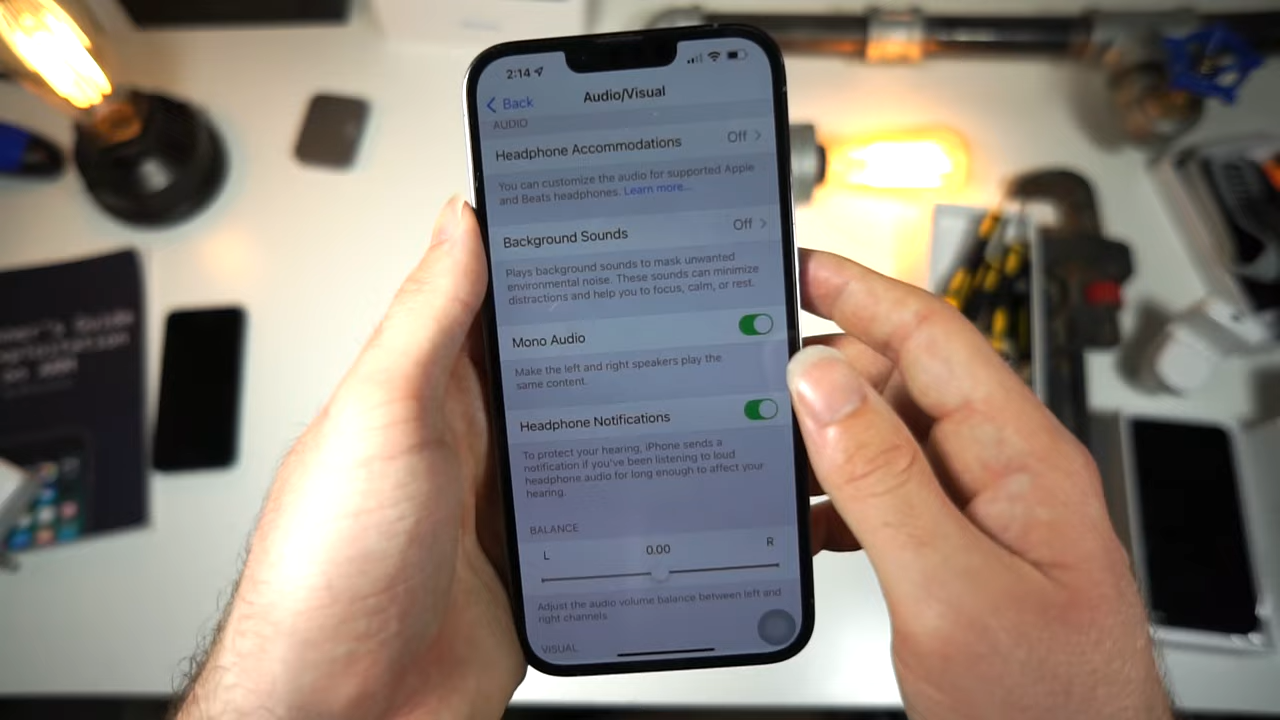 2:14
Back
Audio/Visual
AUDIO
Headphone Accommodations
Off
You can customize the audio for supported Apple
and Beats headphones. Learn more...
Background Sounds
Off
Plays background sounds to mask unwanted
environmental noise. These sounds can minimize
distractions and help you to focus, calm, or rest.
Mono Audio
Make the left and right speakers play the
same content.
Headphone Notifications
To protect your hearing, iPhone sends a
notification if you've been listening to loud
headphone audio for long enough to affect your
hearing.
BALANCE
L
0.00
R
Adjust the audio volume balance between left and
right channels
VISUAL
Guide